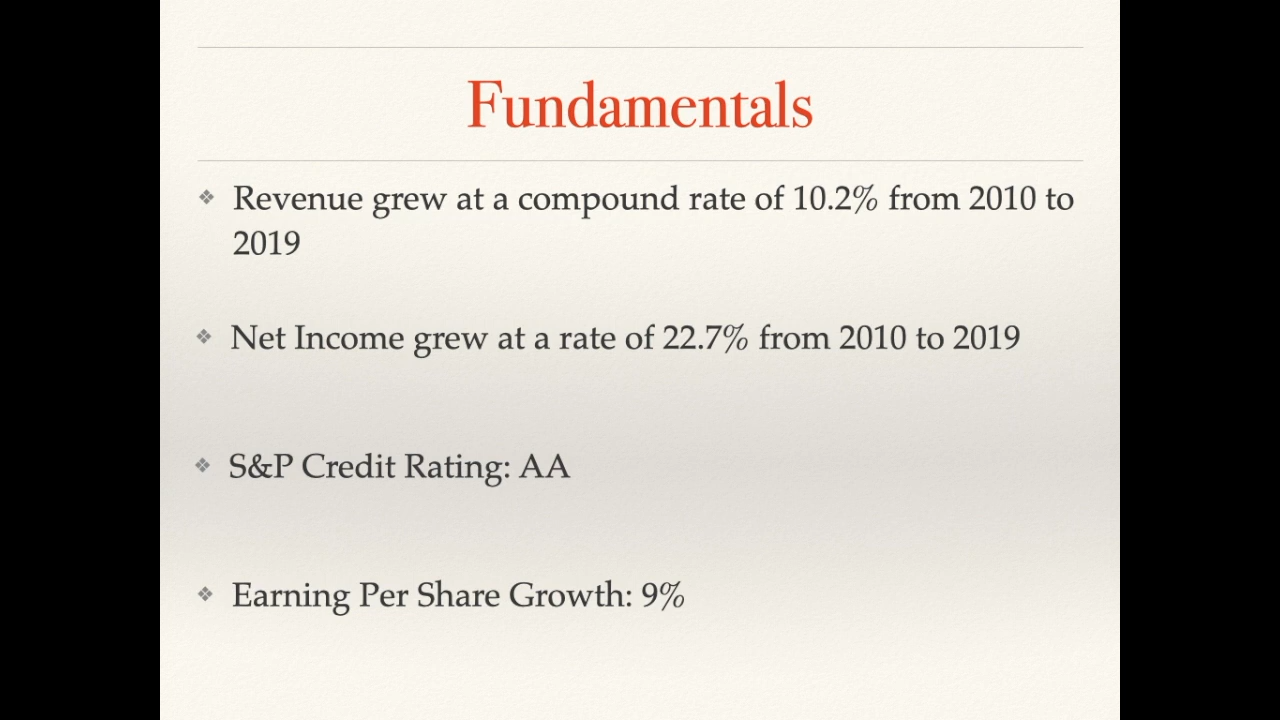 Fundamentals
❖ Revenue grew at a compound rate of 10.2% from 2010 to
2019
❖ Net Income grew at a rate of 22.7% from 2010 to 2019
❖ S&P Credit Rating: AA
❖ Earning Per Share Growth: 9%